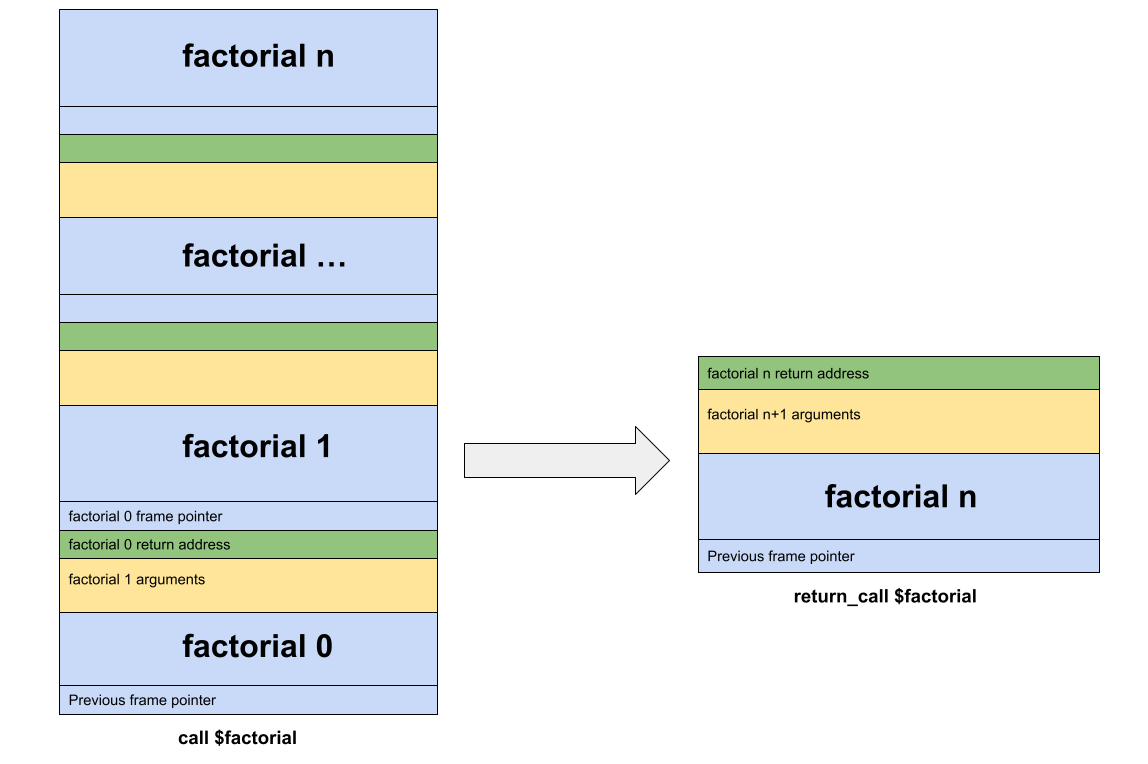 factorial n
factorial …
factorial 1
factorial 0 frame pointer
factorial 0 return address
factorial 1 arguments
factorial 0
Previous frame pointer
call $factorial
factorial n return address
factorial n+1 arguments
factorial n
Previous frame pointer
return_call $factorial